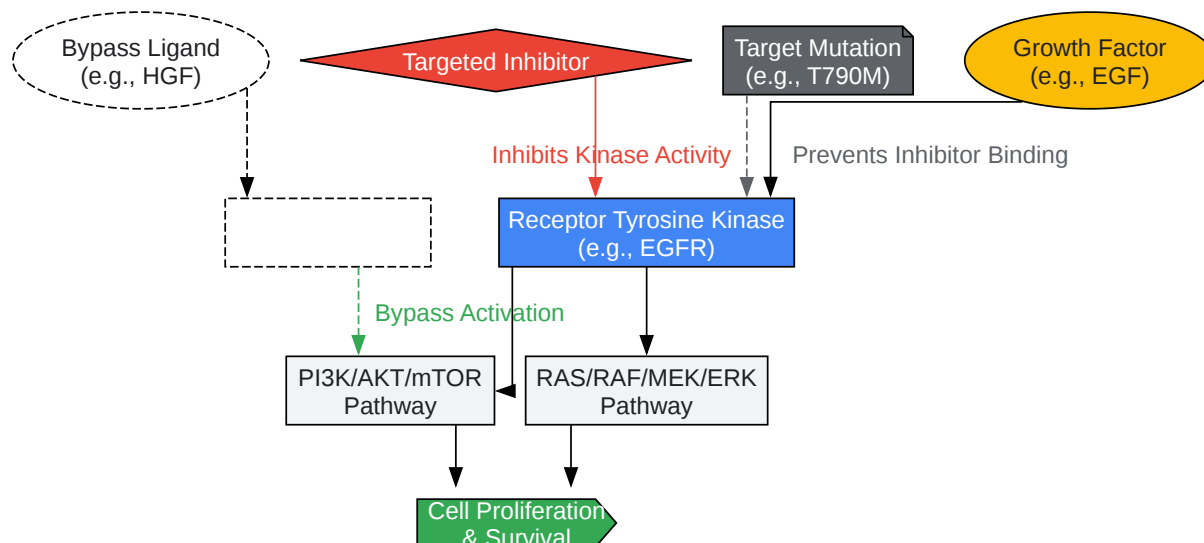 Bypass Ligand
(e.g., HGF)
Targeted Inhibitor
Target Mutation
(e.g., T790M)
Growth Factor
(e.g., EGF)
Inhibits Kinase Activity
Prevents Inhibitor Binding
Receptor Tyrosine Kinase
(e.g., EGFR)
Bypass Activation
PI3K/AKT/mTOR
Pathway
RAS/RAF/MEK/ERK
Pathway
Cell Proliferation
& Survival